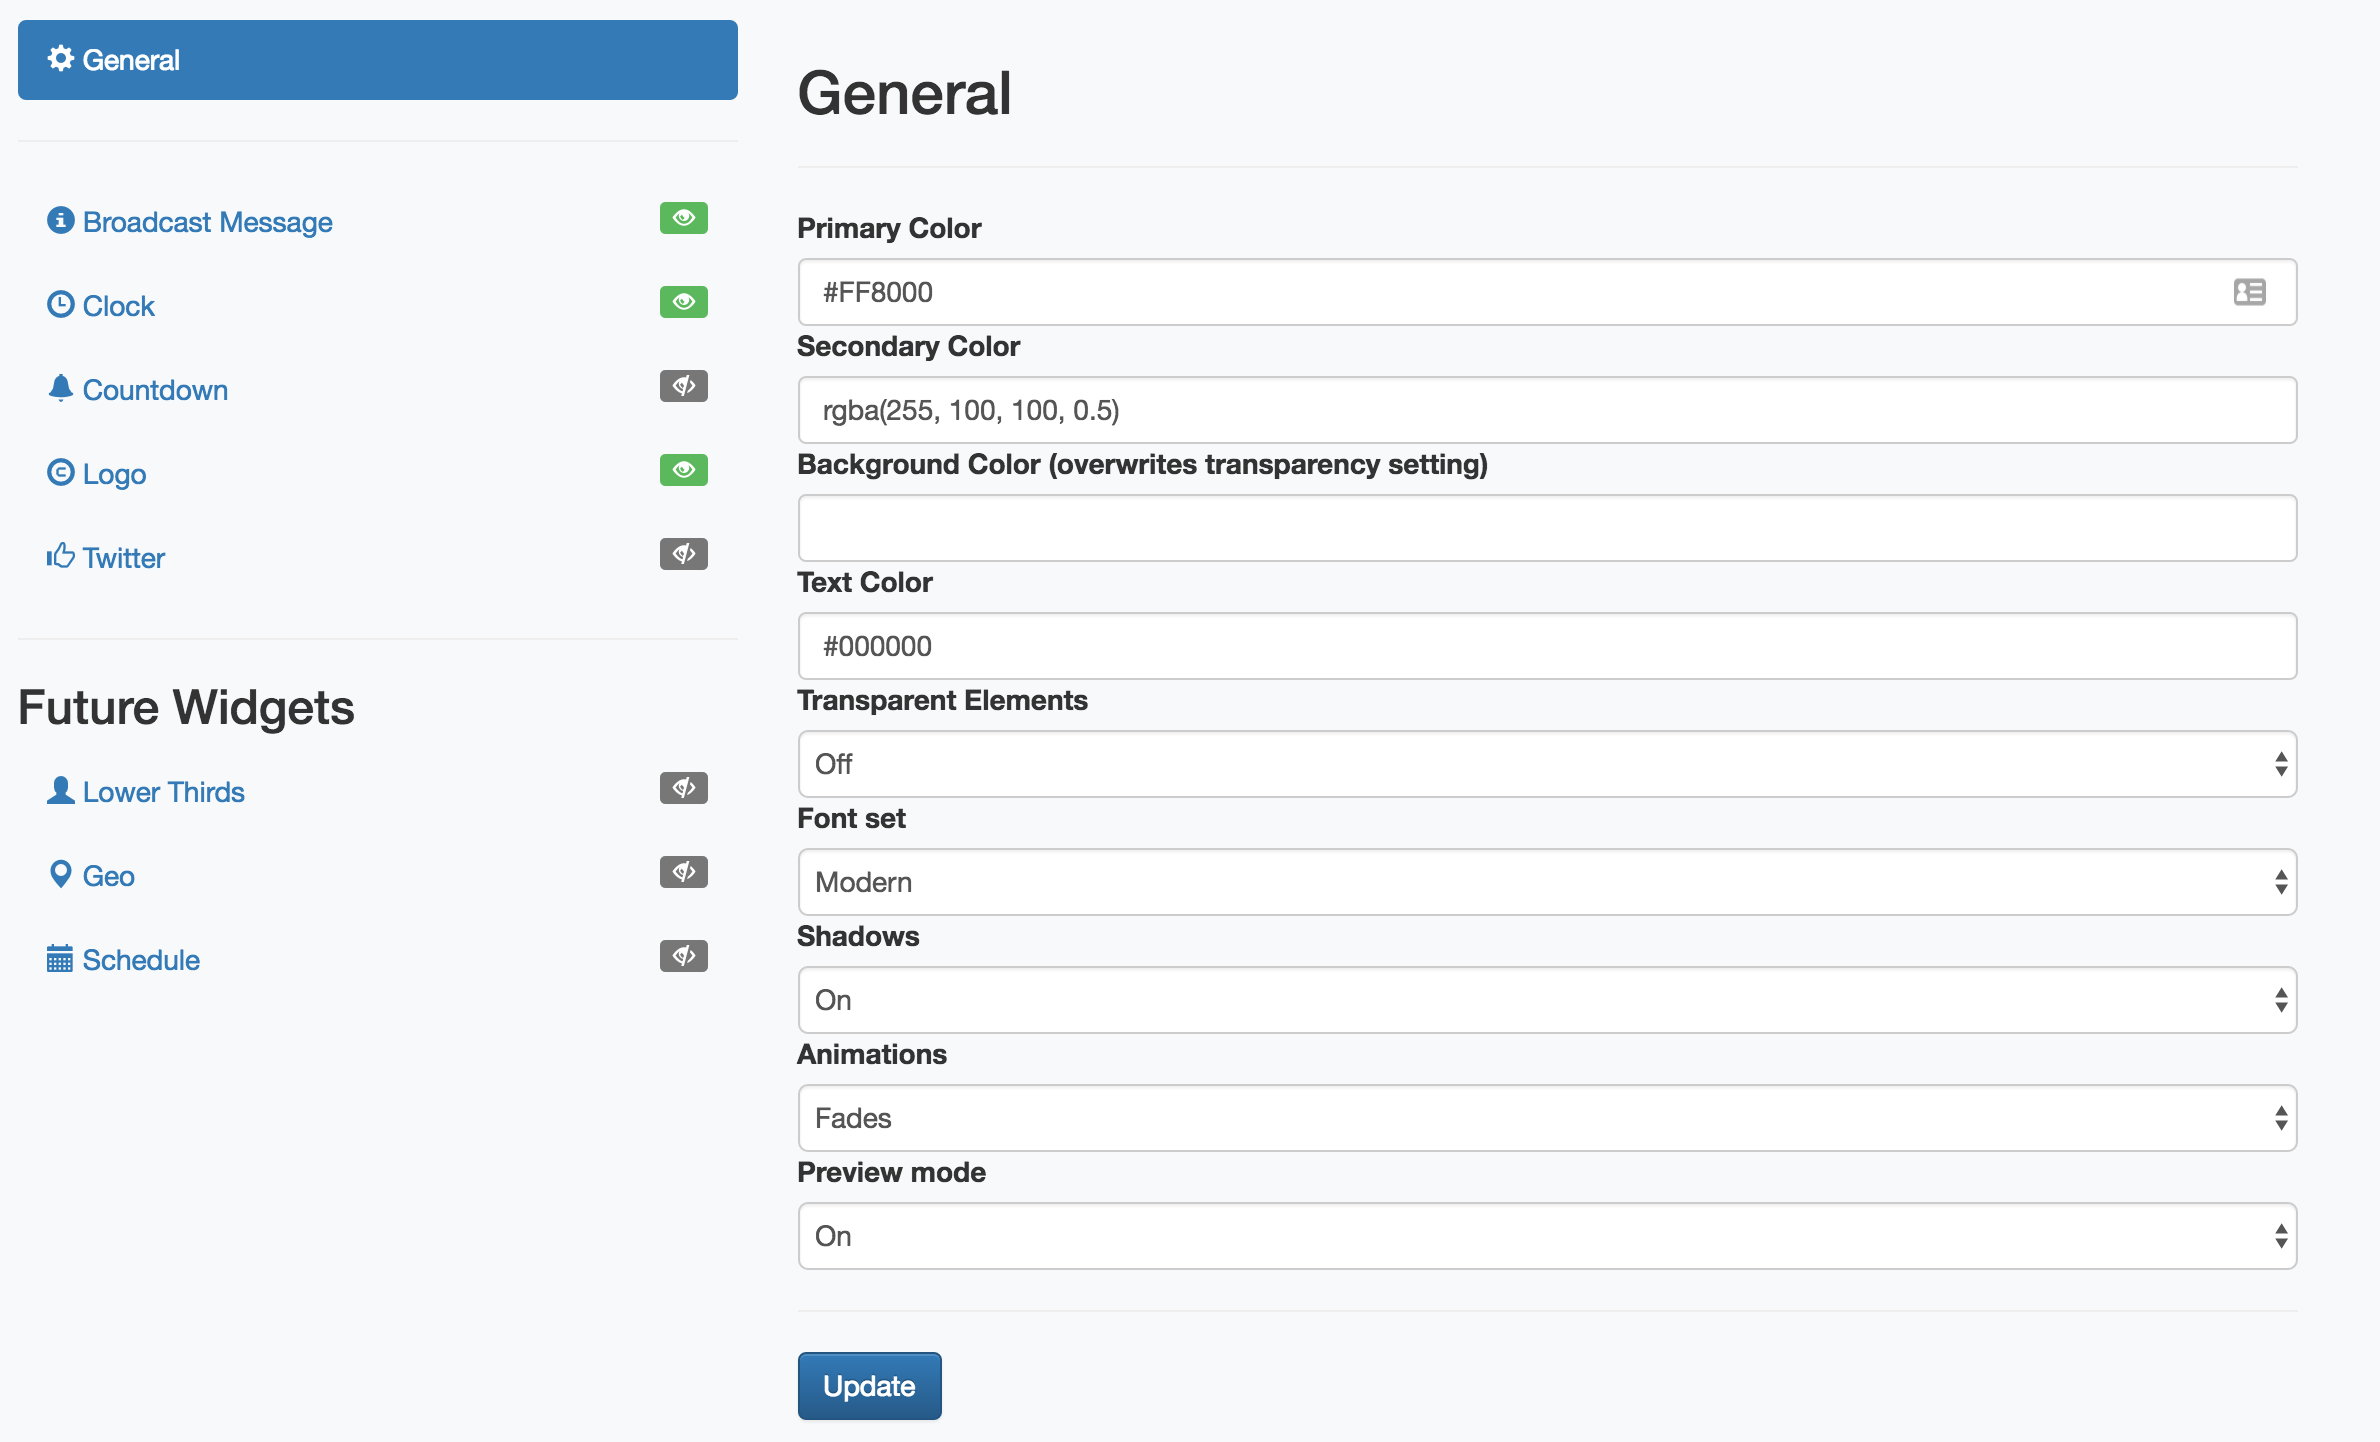 General
Broadcast Message
Clock
Countdown
Logo
Twitter
Future Widgets
Lower Thirds
Geo
Schedule
General
Primary Color
#FF8000
Secondary Color
rgba(255, 100, 100, 0.5)
Background Color (overwrites transparency setting)
Text Color
#000000
Transparent Elements
Off
Font set
Modern
Shadows
On
Animations
Fades
Preview mode
On
Update